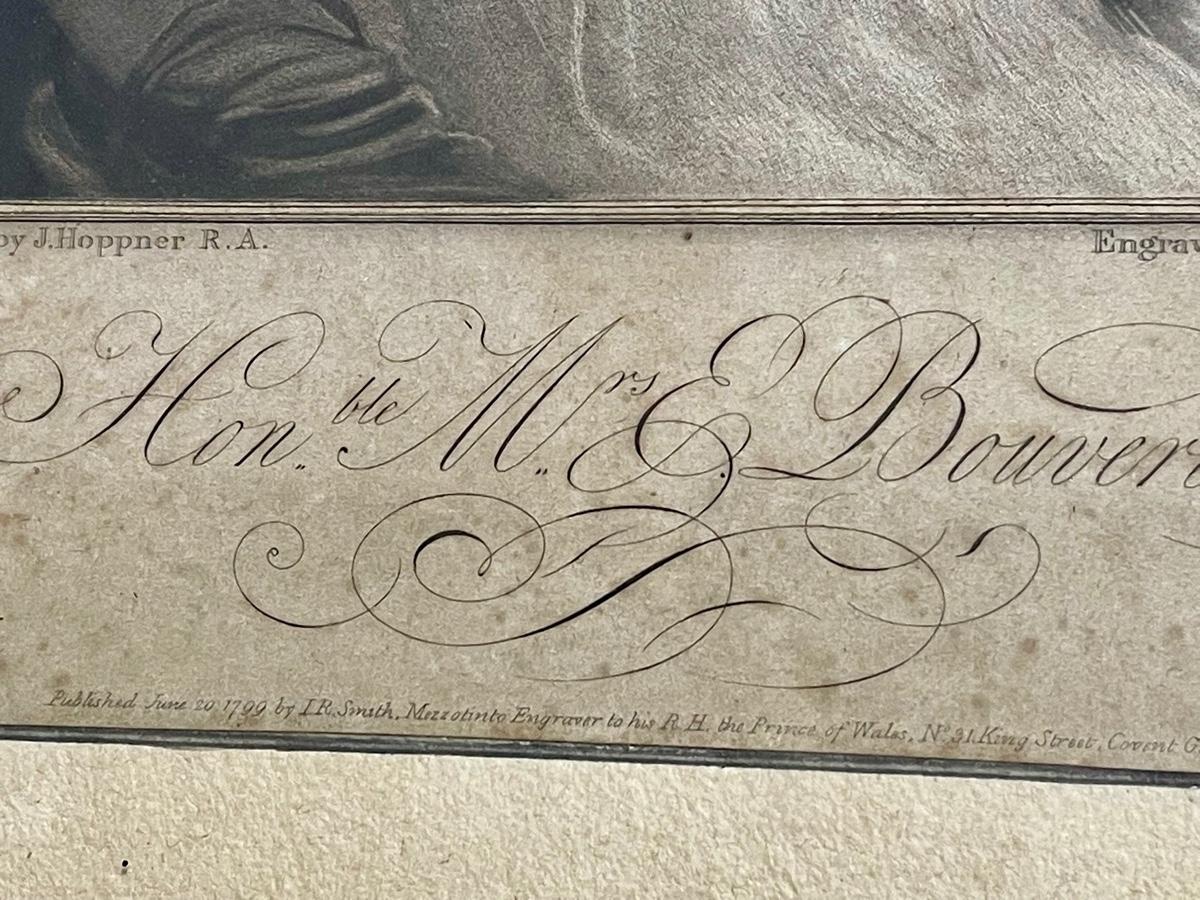 by J. Hoppner R.A. Engrav
e Hon.ble Mrs E. Bouveri
Published June 20 1799 by I.R. Smith, Mezzotinto Engraver to his R.H. the Prince of Wales, No 31 King Street, Covent G